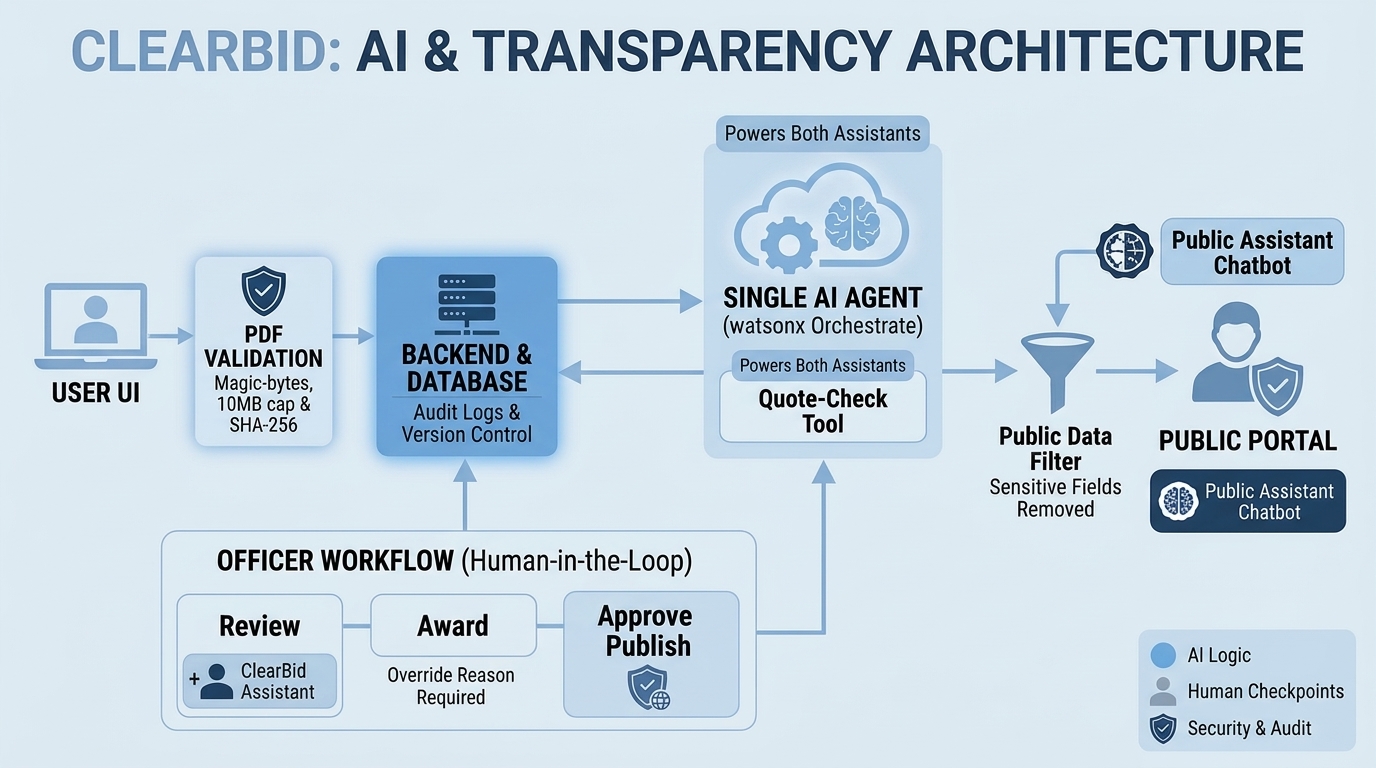 CLEARBID: AI & TRANSPARENCY ARCHITECTURE
Powers Both Assistants
SINGLE AI AGENT
(watsonx Orchestrate)
Powers Both Assistants
Quote-Check
Tool
USER UI
PDF
VALIDATION
Magic-bytes,
10MB cap &
SHA-256
BACKEND &
DATABASE
Audit Logs &
Version Control
Public Assistant
Chatbot
Public Data
Filter
Sensitive Fields
Removed
PUBLIC PORTAL
Public Assistant
Chatbot
OFFICER WORKFLOW (Human-in-the-Loop)
Review
+
ClearBid
Assistant
Award
Override Reason
Required
Approve
Publish
AI Logic
Human Checkpoints
Security & Audit